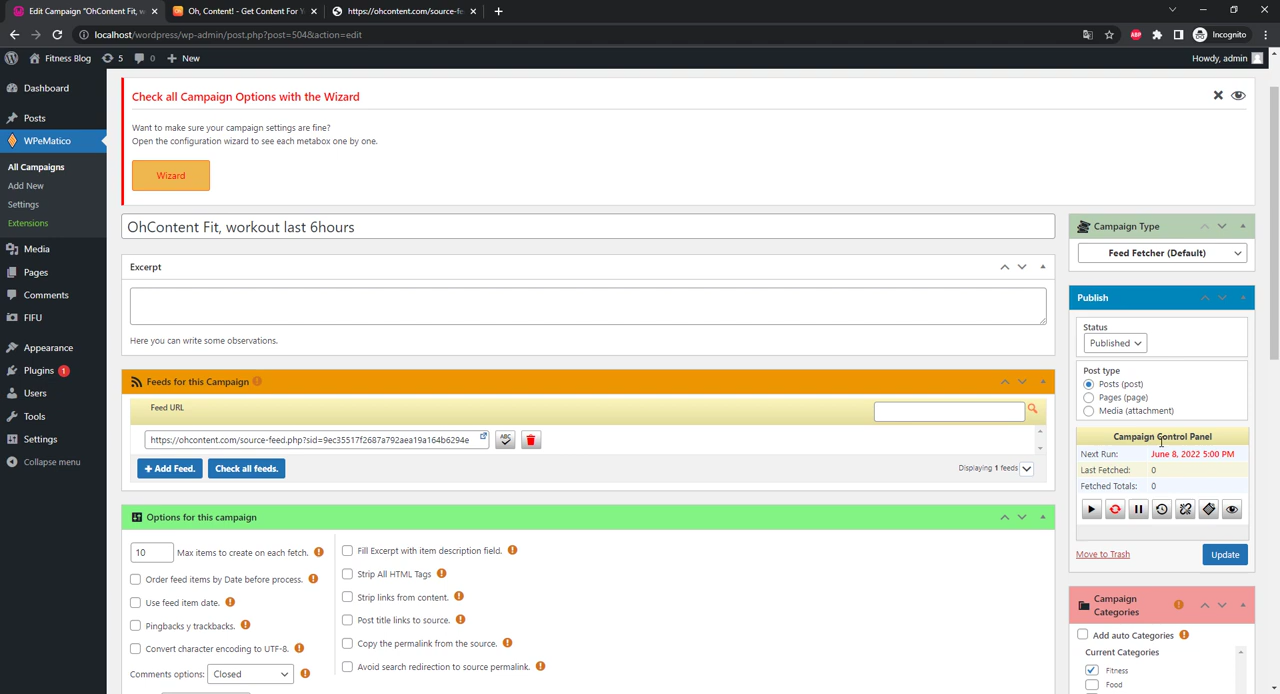 Edit Campaign "OhContent Fit, w
Oh, Content! - Get Content For Y
https://ohcontent.com/source-fe
localhost/wordpress/wp-admin/post.php?post=504&action=edit
ABP
Incognito
Fitness Blog
5
0
New
Howdy, admin
Dashboard
Posts
WPeMatico
All Campaigns
Add New
Settings
Extensions
Media
Pages
Comments
FIFU
Appearance
Plugins 1
Users
Tools
Settings
Collapse menu
Check all Campaign Options with the Wizard
Want to make sure your campaign settings are fine?
Open the configuration wizard to see each metabox one by one.
Wizard
OhContent Fit, workout last 6hours
Excerpt
Here you can write some observations.
Feeds for this Campaign
Feed URL
https://ohcontent.com/source-feed.php?sid=9ec35517f2687a792aea19a164b6294e
ABC
+ Add Feed.
Check all feeds.
Displaying 1 feeds
Options for this campaign
10
Max items to create on each fetch.
Order feed items by Date before process.
Use feed item date.
Pingbacks y trackbacks.
Convert character encoding to UTF-8.
Comments options:
Closed
Fill Excerpt with item description field.
Strip All HTML Tags
Strip links from content.
Post title links to source.
Copy the permalink from the source.
Avoid search redirection to source permalink.
Campaign Type
Feed Fetcher (Default)
Publish
Status
Published
Post type
Posts (post)
Pages (page)
Media (attachment)
Campaign Control Panel
Next Run: June 8, 2022 5:00 PM
Last Fetched: 0
Fetched Totals: 0
Move to Trash
Update
Campaign
Categories
Add auto Categories
Current Categories
Fitness
Food